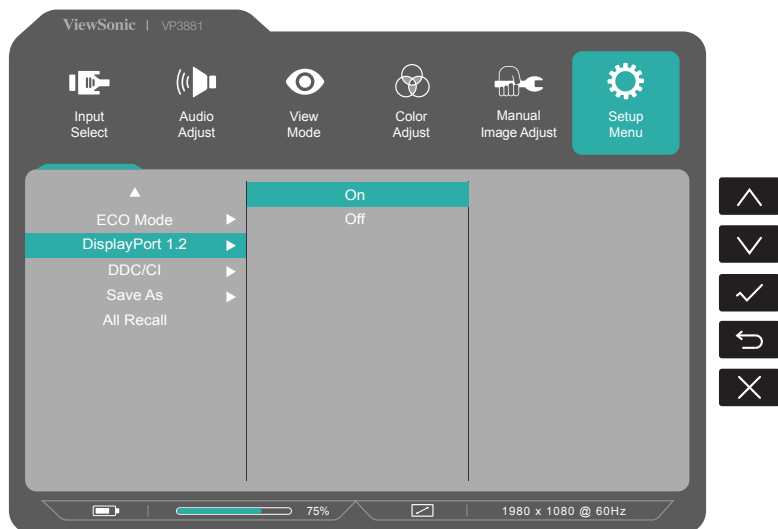 ViewSonic | VP3881
Input Select
Audio Adjust
View Mode
Color Adjust
Manual Image Adjust
Setup Menu
ECO Mode
DisplayPort 1.2
DDC/CI
Save As
All Recall
On
Off
75%
1980 x 1080 @ 60Hz